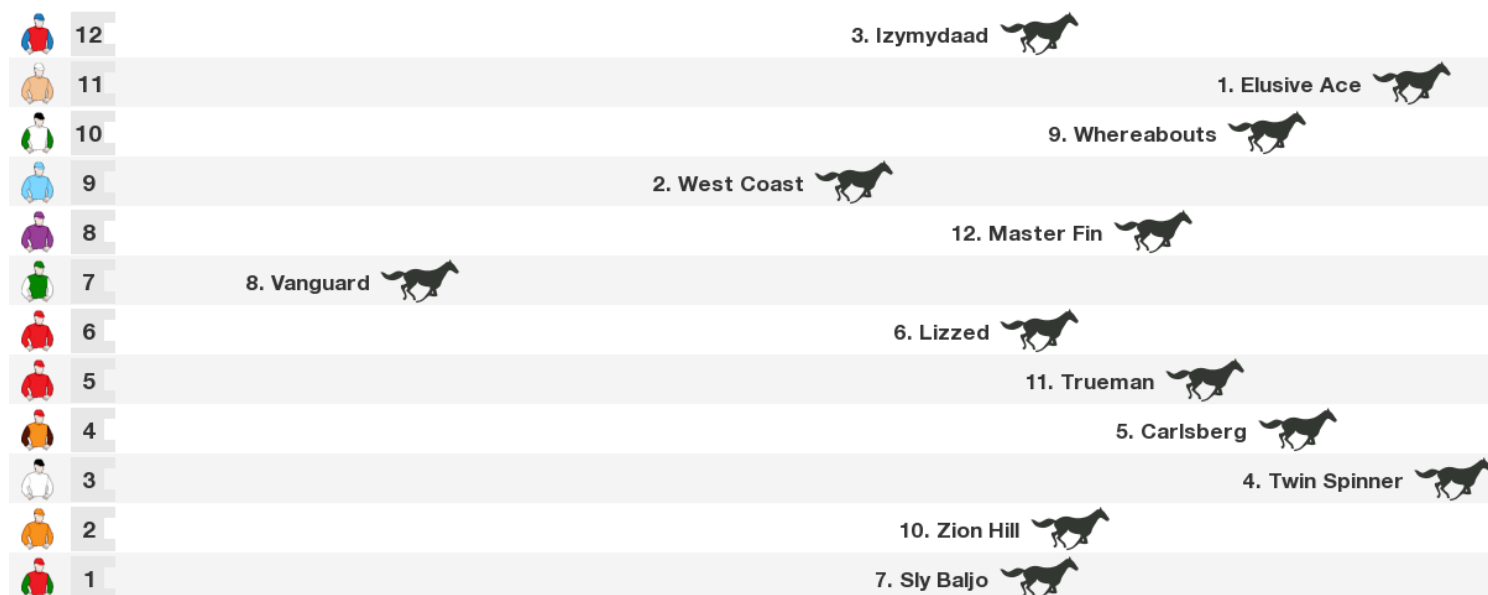 12 3. Izymydaad
11 1. Elusive Ace
10 9. Whereabouts
9 2. West Coast
8 12. Master Fin
7 8. Vanguard
6 6. Lizzed
5 11. Trueman
4 5. Carlsberg
3 4. Twin Spinner
2 10. Zion Hill
1 7. Sly Baljo